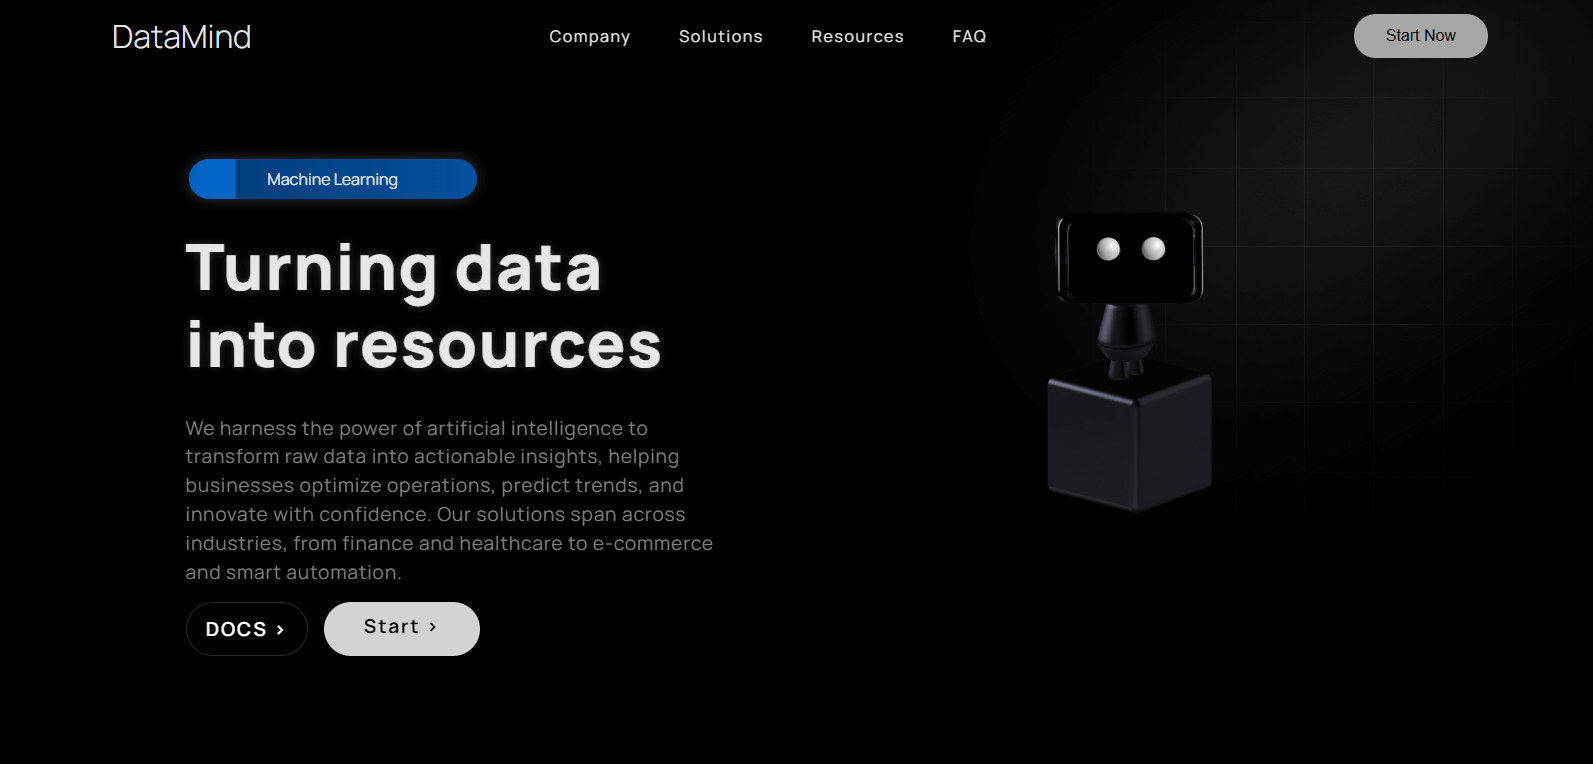 DataMind
Company Solutions Resources FAQ
Start Now
Machine Learning
Turning data
into resources
We harness the power of artificial intelligence to
transform raw data into actionable insights, helping
businesses optimize operations, predict trends, and
innovate with confidence. Our solutions span across
industries, from finance and healthcare to e-commerce
and smart automation.
DOCS ›
Start ›